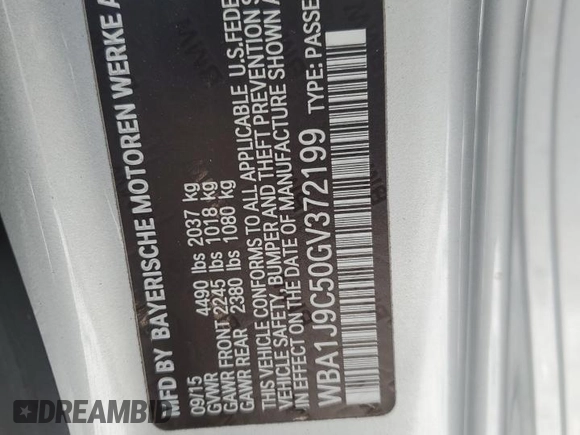 MFD BY BAYERISCHE MOTOREN WERKE
09/15
GVWR 4490 lbs 2037 kg
GAWR FRONT 2245 lbs 1018 kg
GAWR REAR 2380 lbs 1080 kg
THIS VEHICLE CONFORMS TO ALL APPLICABLE U.S.FEDE
VEHICLE SAFETY, BUMPER AND THEFT PREVENTION S
IN EFFECT ON THE DATE OF MANUFACTURE SHOWN A
WBA1J9C50GV372199 TYPE: PASSE
DREAMBID